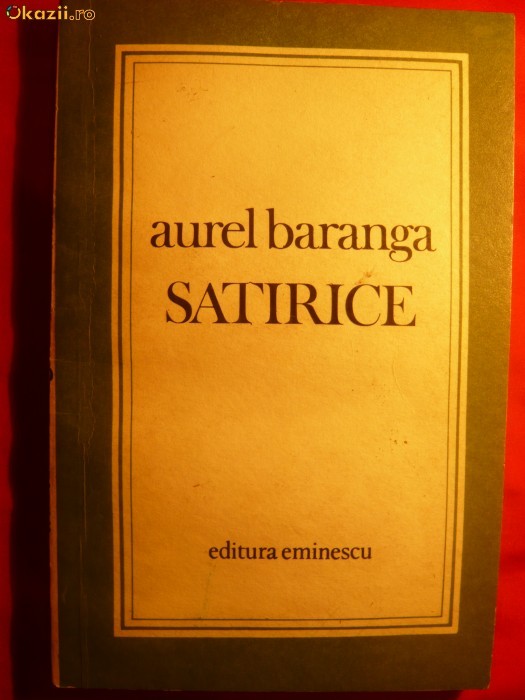 Okazii.ro
aurel baranga
SATIRICE
editura eminescu